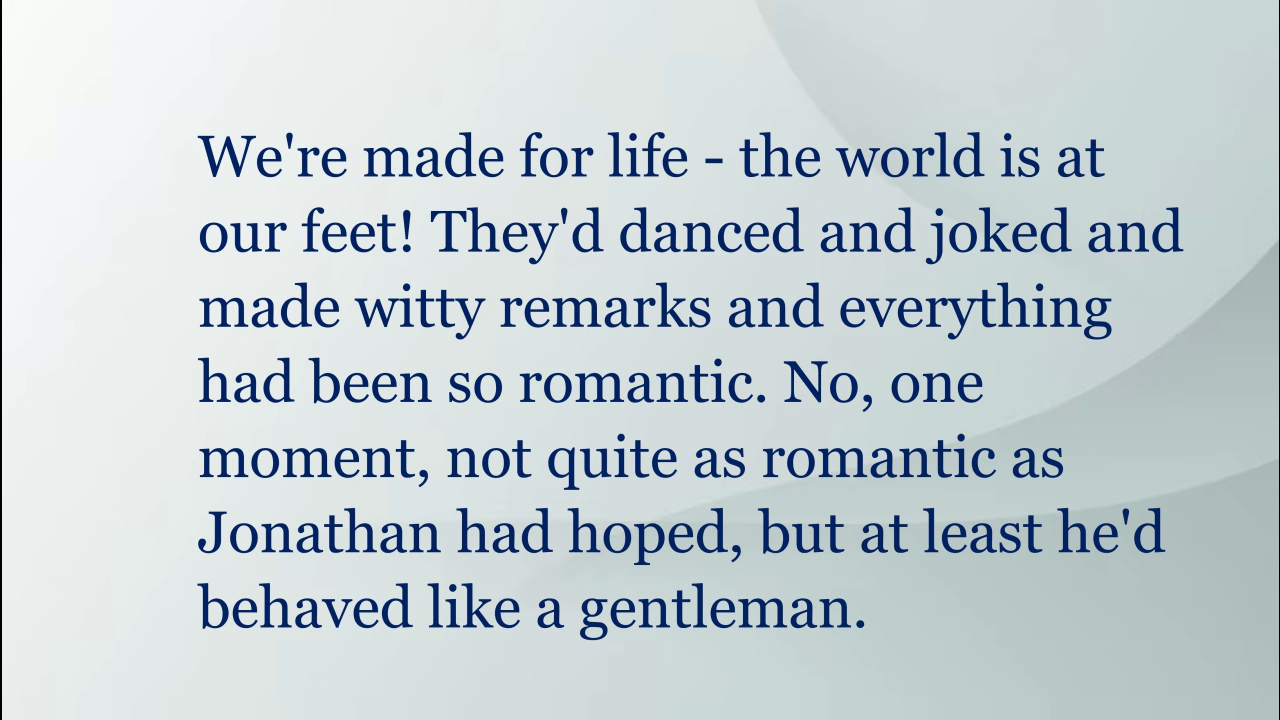 We're made for life - the world is at
our feet! They'd danced and joked and
made witty remarks and everything
had been so romantic. No, one
moment, not quite as romantic as
Jonathan had hoped, but at least he'd
behaved like a gentleman.